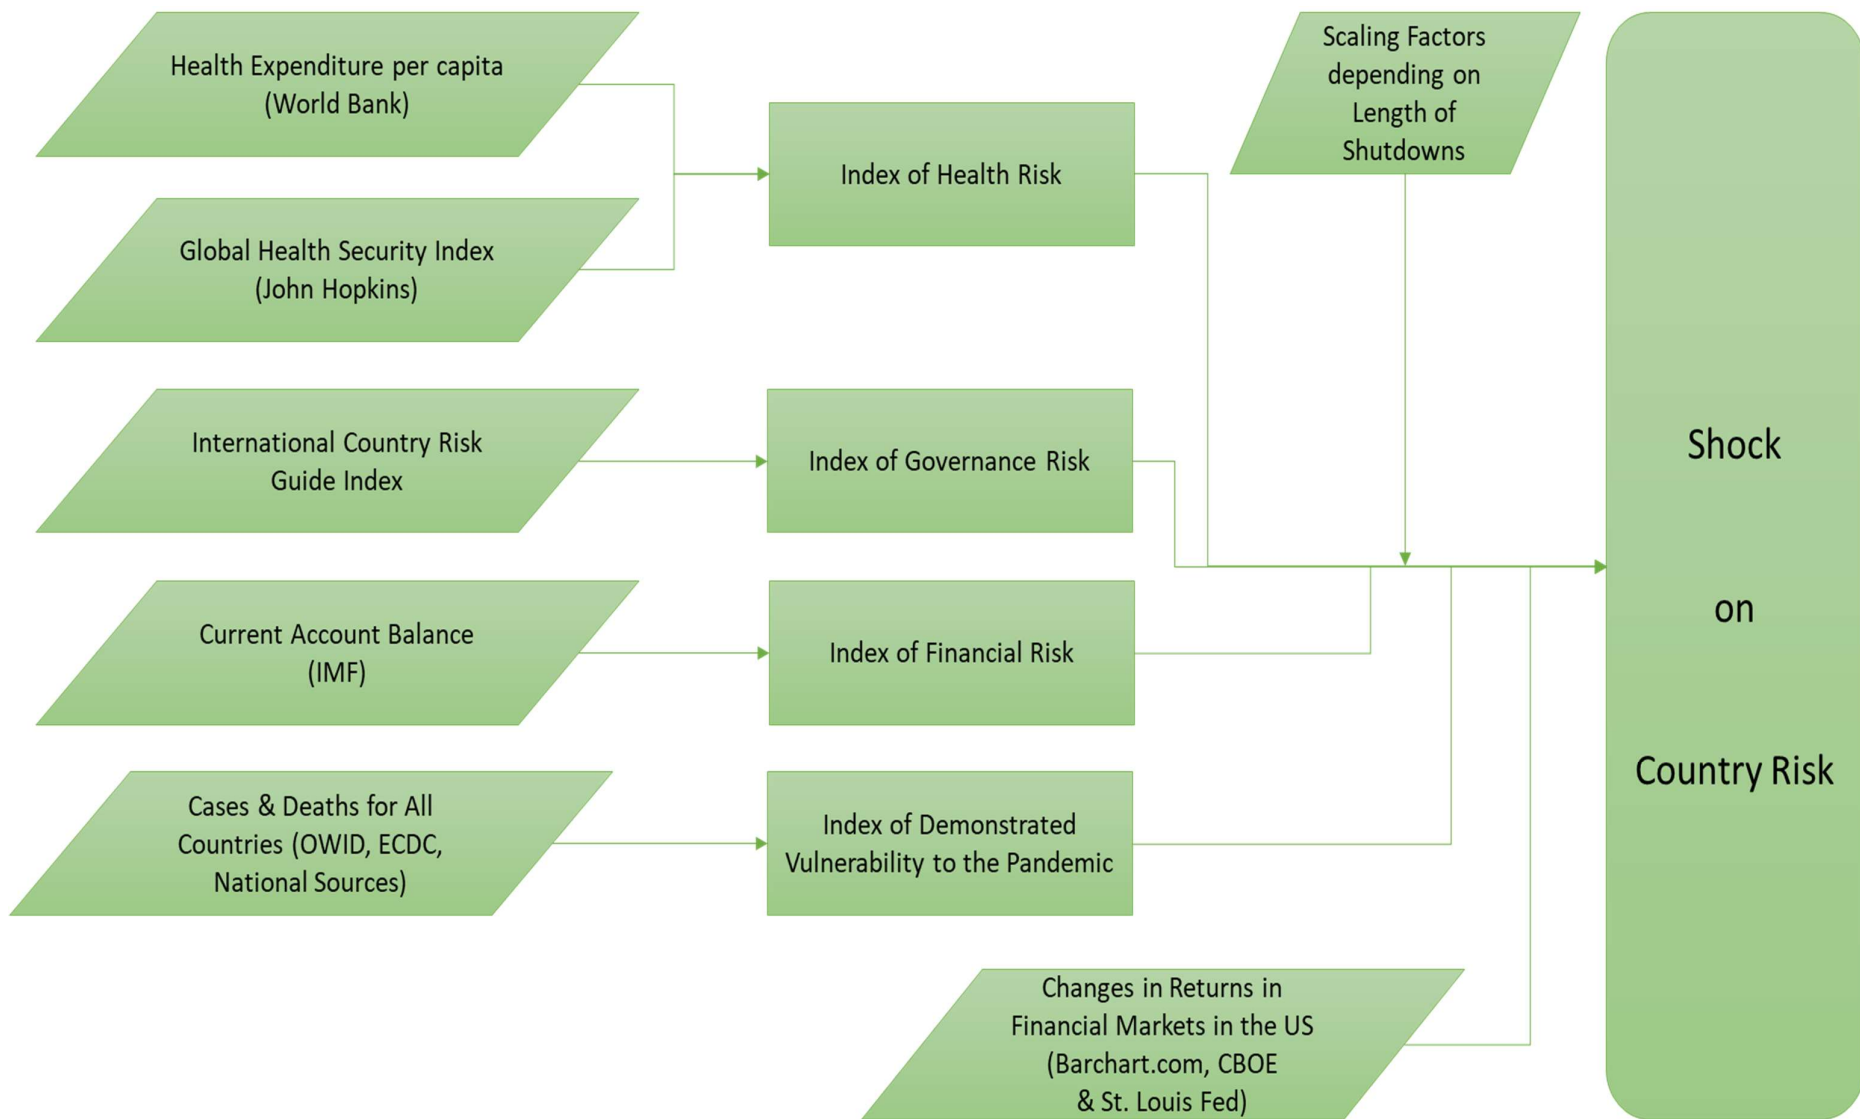 Health Expenditure per capita
(World Bank)
Global Health Security Index
(John Hopkins)
International Country Risk
Guide Index
Current Account Balance
(IMF)
Cases & Deaths for All
Countries (OWID, ECDC,
National Sources)
Index of Health Risk
Index of Governance Risk
Index of Financial Risk
Index of Demonstrated
Vulnerability to the Pandemic
Scaling Factors
depending on
Length of
Shutdowns
Changes in Returns in
Financial Markets in the US
(Barchart.com, CBOE
& St. Louis Fed)
Shock
on
Country Risk